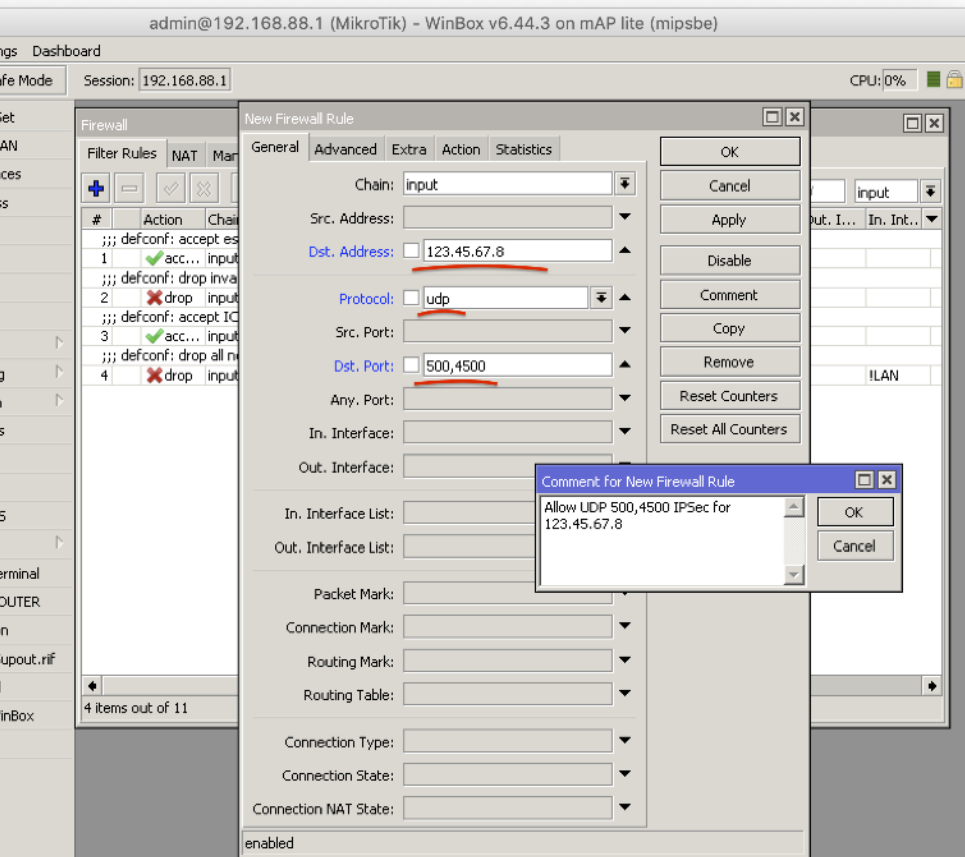 admin@192.168.88.1 (MikroTik) - WinBox v6.44.3 on mAP lite (mipsbe)
ngs Dashboard
afe Mode Session: 192.168.88.1 CPU: 0%
Set
AN
ces
ss
g
s
5
erminal
OUTER
n
upout.rif
inBox
Firewall
Filter Rules NAT Man
input
# Action Chai Out. I... In. Int...
;;; defconf: accept es
1 acc... input
;;; defconf: drop inva
2 drop input
;;; defconf: accept IC
3 acc... input
;;; defconf: drop all n
4 drop input !LAN
4 items out of 11
New Firewall Rule
General Advanced Extra Action Statistics
Chain: input
Src. Address:
Dst. Address: 123.45.67.8
Protocol: udp
Src. Port:
Dst. Port: 500,4500
Any. Port:
In. Interface:
Out. Interface:
In. Interface List:
Out. Interface List:
Packet Mark:
Connection Mark:
Routing Mark:
Routing Table:
Connection Type:
Connection State:
Connection NAT State:
enabled
OK
Cancel
Apply
Disable
Comment
Copy
Remove
Reset Counters
Reset All Counters
Comment for New Firewall Rule
Allow UDP 500,4500 IPSec for
123.45.67.8
OK
Cancel